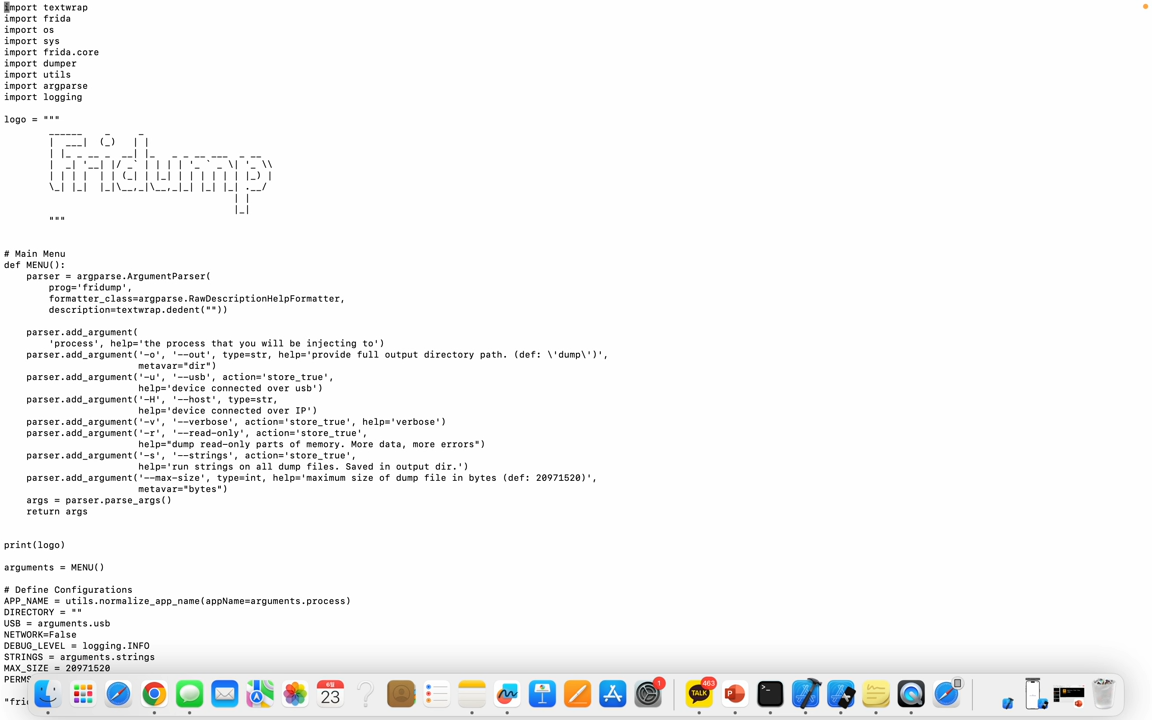 import textwrap
import frida
import os
import sys
import frida.core
import dumper
import utils
import argparse
import logging

logo = """
        ______    _     _
        |  ___|  (_)   | |
        | |_ _ __ _  __| |_   _ _ __ ___  _ __
        |  _| '__| |/ _` | | | | '_ ` _ \| '_ \\
        | | | |  | | (_| | |_| | | | | | | |_) |
        \_| |_|  |_|\__,_|\__,_|_| |_| |_| .__/
                                         | |
                                         |_|
        """

# Main Menu
def MENU():
    parser = argparse.ArgumentParser(
        prog='fridump',
        formatter_class=argparse.RawDescriptionHelpFormatter,
        description=textwrap.dedent(""))

    parser.add_argument(
        'process', help='the process that you will be injecting to')
    parser.add_argument('-o', '--out', type=str, help='provide full output directory path. (def: \'dump\')',
                        metavar="dir")
    parser.add_argument('-u', '--usb', action='store_true',
                        help='device connected over usb')
    parser.add_argument('-H', '--host', type=str,
                        help='device connected over IP')
    parser.add_argument('-v', '--verbose', action='store_true', help='verbose')
    parser.add_argument('-r', '--read-only', action='store_true',
                        help="dump read-only parts of memory. More data, more errors")
    parser.add_argument('-s', '--strings', action='store_true',
                        help='run strings on all dump files. Saved in output dir.')
    parser.add_argument('--max-size', type=int, help='maximum size of dump file in bytes (def: 20971520)',
                        metavar="bytes")
    args = parser.parse_args()
    return args

print(logo)

arguments = MENU()

# Define Configurations
APP_NAME = utils.normalize_app_name(appName=arguments.process)
DIRECTORY = ""
USB = arguments.usb
NETWORK=False
DEBUG_LEVEL = logging.INFO
STRINGS = arguments.strings
MAX_SIZE = 20971520
PERMS
"frid
23
1
TALK
463